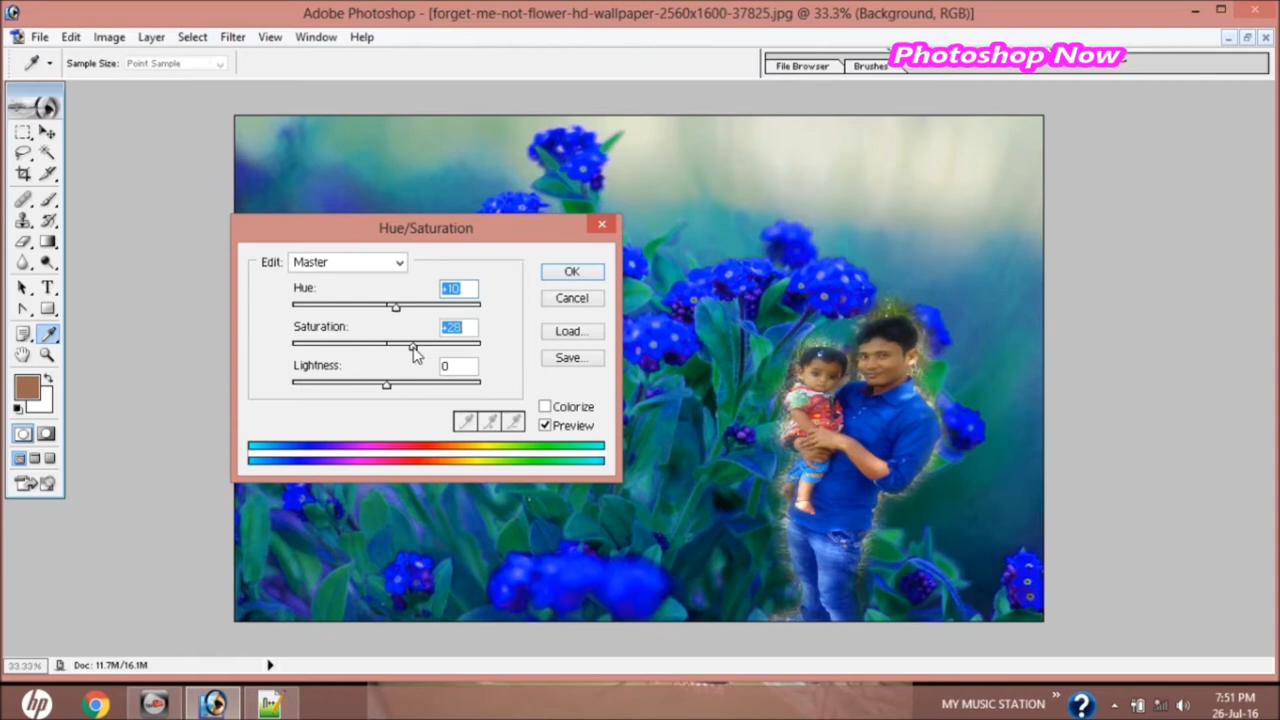 Adobe Photoshop - [forget-me-not-flower-hd-wallpaper-2560x1600-37825.jpg @ 33.3% (Background, RGB)]
File Edit Image Layer Select Filter View Window Help
Sample Size: Point Sample
File Browser Brushes
Photoshop Now
Hue/Saturation
Edit: Master
Hue: +10
OK
Cancel
Saturation: +28
Load...
Save...
Lightness: 0
Colorize
Preview
33.33% Doc: 11.7M/16.1M
MY MUSIC STATION
7:51 PM
26-Jul-16